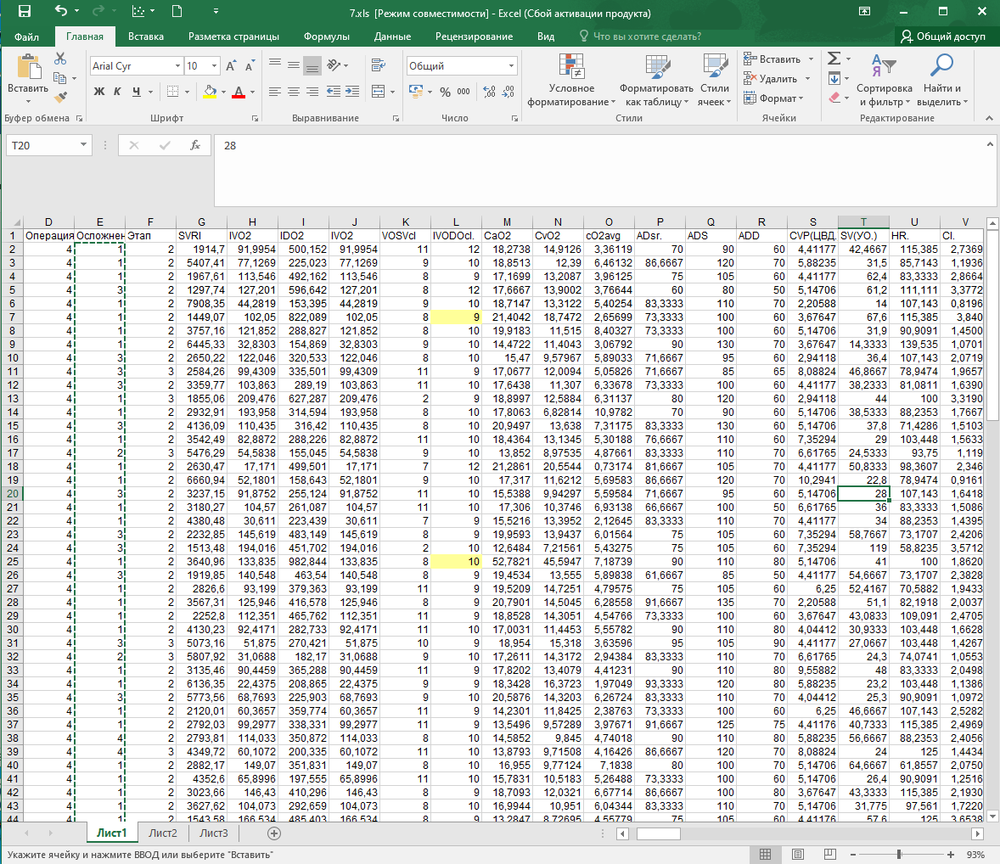 7.xls [Режим совместимости] - Excel (Сбой активации продукта)
Файл Главная Вставка Разметка страницы Формулы Данные Рецензирование Вид Что вы хотите сделать? Общий доступ
Вставить Arial Cyr 10 Общий Условное форматирование Форматировать как таблицу Стили ячеек Вставить Удалить Формат Сортировка и фильтр Найти и выделить
Ж К Ч А % 000
Буфер обмена Шрифт Выравнивание Число Стили Ячейки Редактирование
T20 fx 28
D E F G H I J K L M N O P Q R S T U V
1 Операция Осложнен Этап SVRI IVO2 IDO2 IVO2 VOSVcl IVODOcl. CaO2 CvO2 cO2avg ADsr. ADS ADD CVP(ЦВД. SV(УО.) HR. CI.
2 4 1 2 1914,7 91,9954 500,152 91,9954 11 12 18,2738 14,9126 3,36119 70 90 60 4,41177 42,4667 115,385 2,7369
3 4 1 2 5407,41 77,1269 225,023 77,1269 9 10 18,8513 12,39 6,46132 86,6667 120 70 5,88235 31,5 85,7143 1,1936
4 4 1 2 1967,61 113,546 492,162 113,546 8 9 17,1699 13,2087 3,96125 75 105 60 4,41177 62,4 83,3333 2,8664
5 4 3 2 1297,74 127,201 596,642 127,201 8 12 17,6667 13,9002 3,76644 60 80 50 5,14706 61,2 111,111 3,3772
6 4 1 2 7908,35 44,2819 153,395 44,2819 9 10 18,7147 13,3122 5,40254 83,3333 110 70 2,20588 14 107,143 0,8196
7 4 1 2 1449,07 102,05 822,089 102,05 8 9 21,4042 18,7472 2,65699 73,3333 100 60 3,67647 67,6 115,385 3,840
8 4 1 2 3757,16 121,852 288,827 121,852 8 10 19,9183 11,515 8,40327 73,3333 100 60 5,14706 31,9 90,9091 1,4500
9 4 1 2 6445,33 32,8303 154,869 32,8303 9 10 14,4722 11,4043 3,06792 90 130 70 3,67647 14,3333 139,535 1,0701
10 4 3 2 2650,22 122,046 320,533 122,046 8 10 15,47 9,57967 5,89033 71,6667 95 65 2,94118 36,4 107,143 2,0719
11 4 3 3 2584,26 99,4309 335,501 99,4309 11 9 17,0677 12,0094 5,05826 71,6667 85 65 8,08824 46,8667 78,9474 1,9657
12 4 3 2 3359,77 103,863 289,19 103,863 11 10 17,6438 11,307 6,33678 73,3333 100 60 4,41177 38,2333 81,0811 1,6390
13 4 1 3 1855,06 209,476 627,287 209,476 2 9 18,8997 12,5884 6,31137 80 120 60 2,94118 44 100 3,3190
14 4 1 2 2932,91 193,958 314,594 193,958 8 10 17,8063 6,82814 10,9782 70 90 60 5,14706 38,5333 88,2353 1,7667
15 4 3 2 4136,09 110,435 316,42 110,435 8 10 20,9497 13,638 7,31175 83,3333 130 60 5,14706 37,8 71,4286 1,5103
16 4 1 2 3542,49 82,8872 288,226 82,8872 11 10 18,4364 13,1345 5,30188 76,6667 110 60 7,35294 29 103,448 1,5633
17 4 2 3 5476,29 54,5838 155,045 54,5838 9 10 13,852 8,97535 4,87661 83,3333 110 70 6,61765 24,5333 93,75 1,119
18 4 1 2 2630,47 17,171 499,501 17,171 7 12 21,2861 20,5544 0,73174 81,6667 105 70 4,41177 50,8333 98,3607 2,346
19 4 1 2 6660,94 52,1801 158,643 52,1801 9 10 17,317 11,6212 5,69583 86,6667 120 70 10,2941 22,8 78,9474 0,9161
20 4 3 2 3237,15 91,8752 255,124 91,8752 11 10 15,5388 9,94297 5,59584 71,6667 95 60 5,14706 28 107,143 1,6418
21 4 1 2 3180,27 104,57 261,087 104,57 11 10 17,306 10,3746 6,93138 66,6667 100 50 6,61765 36 83,3333 1,5086
22 4 1 2 4380,48 30,611 223,439 30,611 7 9 15,5216 13,3952 2,12645 83,3333 110 70 4,41177 34 88,2353 1,4395
23 4 3 2 2232,85 145,619 483,149 145,619 8 9 19,9593 13,9437 6,01564 75 105 60 7,35294 58,7667 73,1707 2,4206
24 4 3 2 1513,48 194,016 451,702 194,016 2 10 12,6484 7,21561 5,43275 75 105 60 7,35294 119 58,8235 3,5712
25 4 1 2 3640,96 133,835 982,844 133,835 8 10 52,7821 45,5947 7,18739 90 110 80 5,14706 41 100 1,8620
26 4 3 2 1919,85 140,548 463,54 140,548 8 9 19,4534 13,555 5,89838 61,6667 85 50 4,41177 54,6667 73,1707 2,3828
27 4 1 2 2826,6 93,199 379,363 93,199 11 9 19,5209 14,7251 4,79575 75 105 60 6,25 52,4167 70,5882 1,9433
28 4 1 2 3567,31 125,946 416,578 125,946 8 9 20,7901 14,5045 6,28558 91,6667 135 70 2,20588 51,1 82,1918 2,0037
29 4 1 2 2252,8 112,351 465,762 112,351 11 9 18,8528 14,3051 4,54766 73,3333 100 60 3,67647 43,0833 109,091 2,4705
30 4 1 2 4130,23 92,4171 282,733 92,4171 11 10 17,0031 11,4453 5,55782 90 110 80 4,04412 30,9333 103,448 1,6628
31 4 3 3 5073,16 51,875 270,421 51,875 10 9 18,954 15,318 3,63596 95 105 90 4,41177 27,0667 103,448 1,4267
32 4 2 3 5807,92 31,0688 182,17 31,0688 9 10 17,2611 14,3172 2,94384 83,3333 110 70 6,61765 24,3 74,0741 1,0553
33 4 1 2 3135,46 90,4459 365,288 90,4459 11 9 17,8202 13,4079 4,41231 90 110 80 9,55882 48 83,3333 2,0498
34 4 1 2 6136,35 22,4375 208,865 22,4375 9 9 18,3428 16,3723 1,97049 93,3333 120 80 5,88235 23,2 103,448 1,1386
35 4 3 2 5773,56 68,7693 225,903 68,7693 9 10 20,5876 14,3203 6,26724 83,3333 110 70 4,04412 25,3 90,9091 1,0972
36 4 1 2 2120,01 60,3657 359,774 60,3657 11 9 14,2301 11,8425 2,38763 73,3333 100 60 6,25 46,6667 107,143 2,5282
37 4 1 2 2792,03 99,2977 338,331 99,2977 11 9 13,5496 9,57289 3,97671 91,6667 125 75 4,41176 40,7333 115,385 2,4969
38 4 4 2 2793,81 114,033 350,872 114,033 8 10 14,5852 9,845 4,74018 90 110 80 5,88235 56,6667 88,2353 2,4056
39 4 4 3 4349,72 60,1072 200,335 60,1072 11 10 13,8793 9,71508 4,16426 86,6667 120 70 8,08824 24 125 1,4434
40 4 1 2 2882,17 149,07 351,831 149,07 8 10 16,955 9,77124 7,1838 80 100 70 5,14706 64,6667 61,8557 2,0750
41 4 1 2 4352,6 65,8996 197,555 65,8996 11 10 15,7831 10,5183 5,26488 73,3333 100 60 5,14706 26,4 90,9091 1,2516
42 4 1 2 3023,66 146,43 410,296 146,43 8 9 18,7093 12,0321 6,67714 86,6667 100 80 3,67647 43,3333 115,385 2,1930
43 4 1 2 3627,62 104,073 292,659 104,073 8 10 16,9944 10,951 6,04344 83,3333 110 70 5,14706 31,775 97,561 1,7220
44 4 1 2 1543,58 166,534 485,403 166,534 8 9 13,2847 8,72695 4,55779 75 105 60 4,41176 57,6 125 3,6538
Лист1 Лист2 Лист3
Укажите ячейку и нажмите ВВОД или выберите "Вставить" 93%